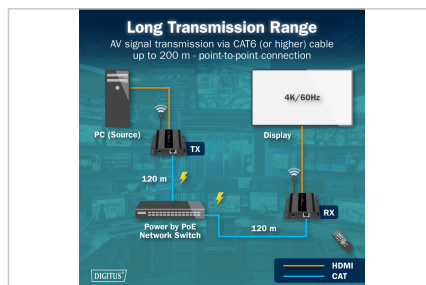 Long Transmission Range
AV signal transmission via CAT6 (or higher) cable
up to 200 m - point-to-point connection
4K/60Hz
PC (Source)
TX
Display
120 m
RX
Power by PoE
Network Switch
120 m
DIGITUS
HDMI
CAT